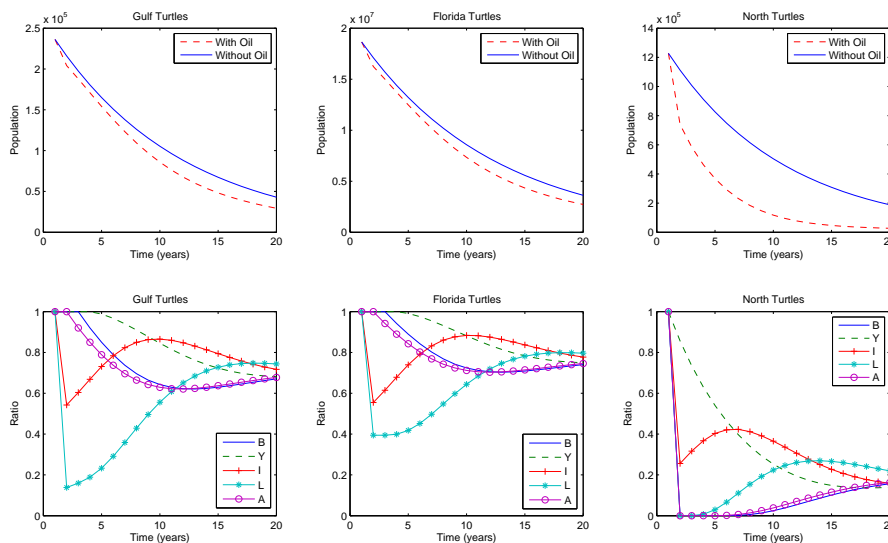 Gulf Turtles
x 10^5
2.5
2
1.5
1
0.5
0
Population
With Oil
Without Oil
0 5 10 15 20
Time (years)
Florida Turtles
x 10^7
2
1.5
1
0.5
0
Population
With Oil
Without Oil
0 5 10 15 20
Time (years)
North Turtles
x 10^5
14
12
10
8
6
4
2
0
Population
With Oil
Without Oil
0 5 10 15 20
Time (years)
Gulf Turtles
1
0.8
0.6
0.4
0.2
0
Ratio
B
Y
I
L
A
0 5 10 15 20
Time (years)
Florida Turtles
1
0.8
0.6
0.4
0.2
0
Ratio
B
Y
I
L
A
0 5 10 15 20
Time (years)
North Turtles
1
0.8
0.6
0.4
0.2
0
Ratio
B
Y
I
L
A
0 5 10 15 20
Time (years)